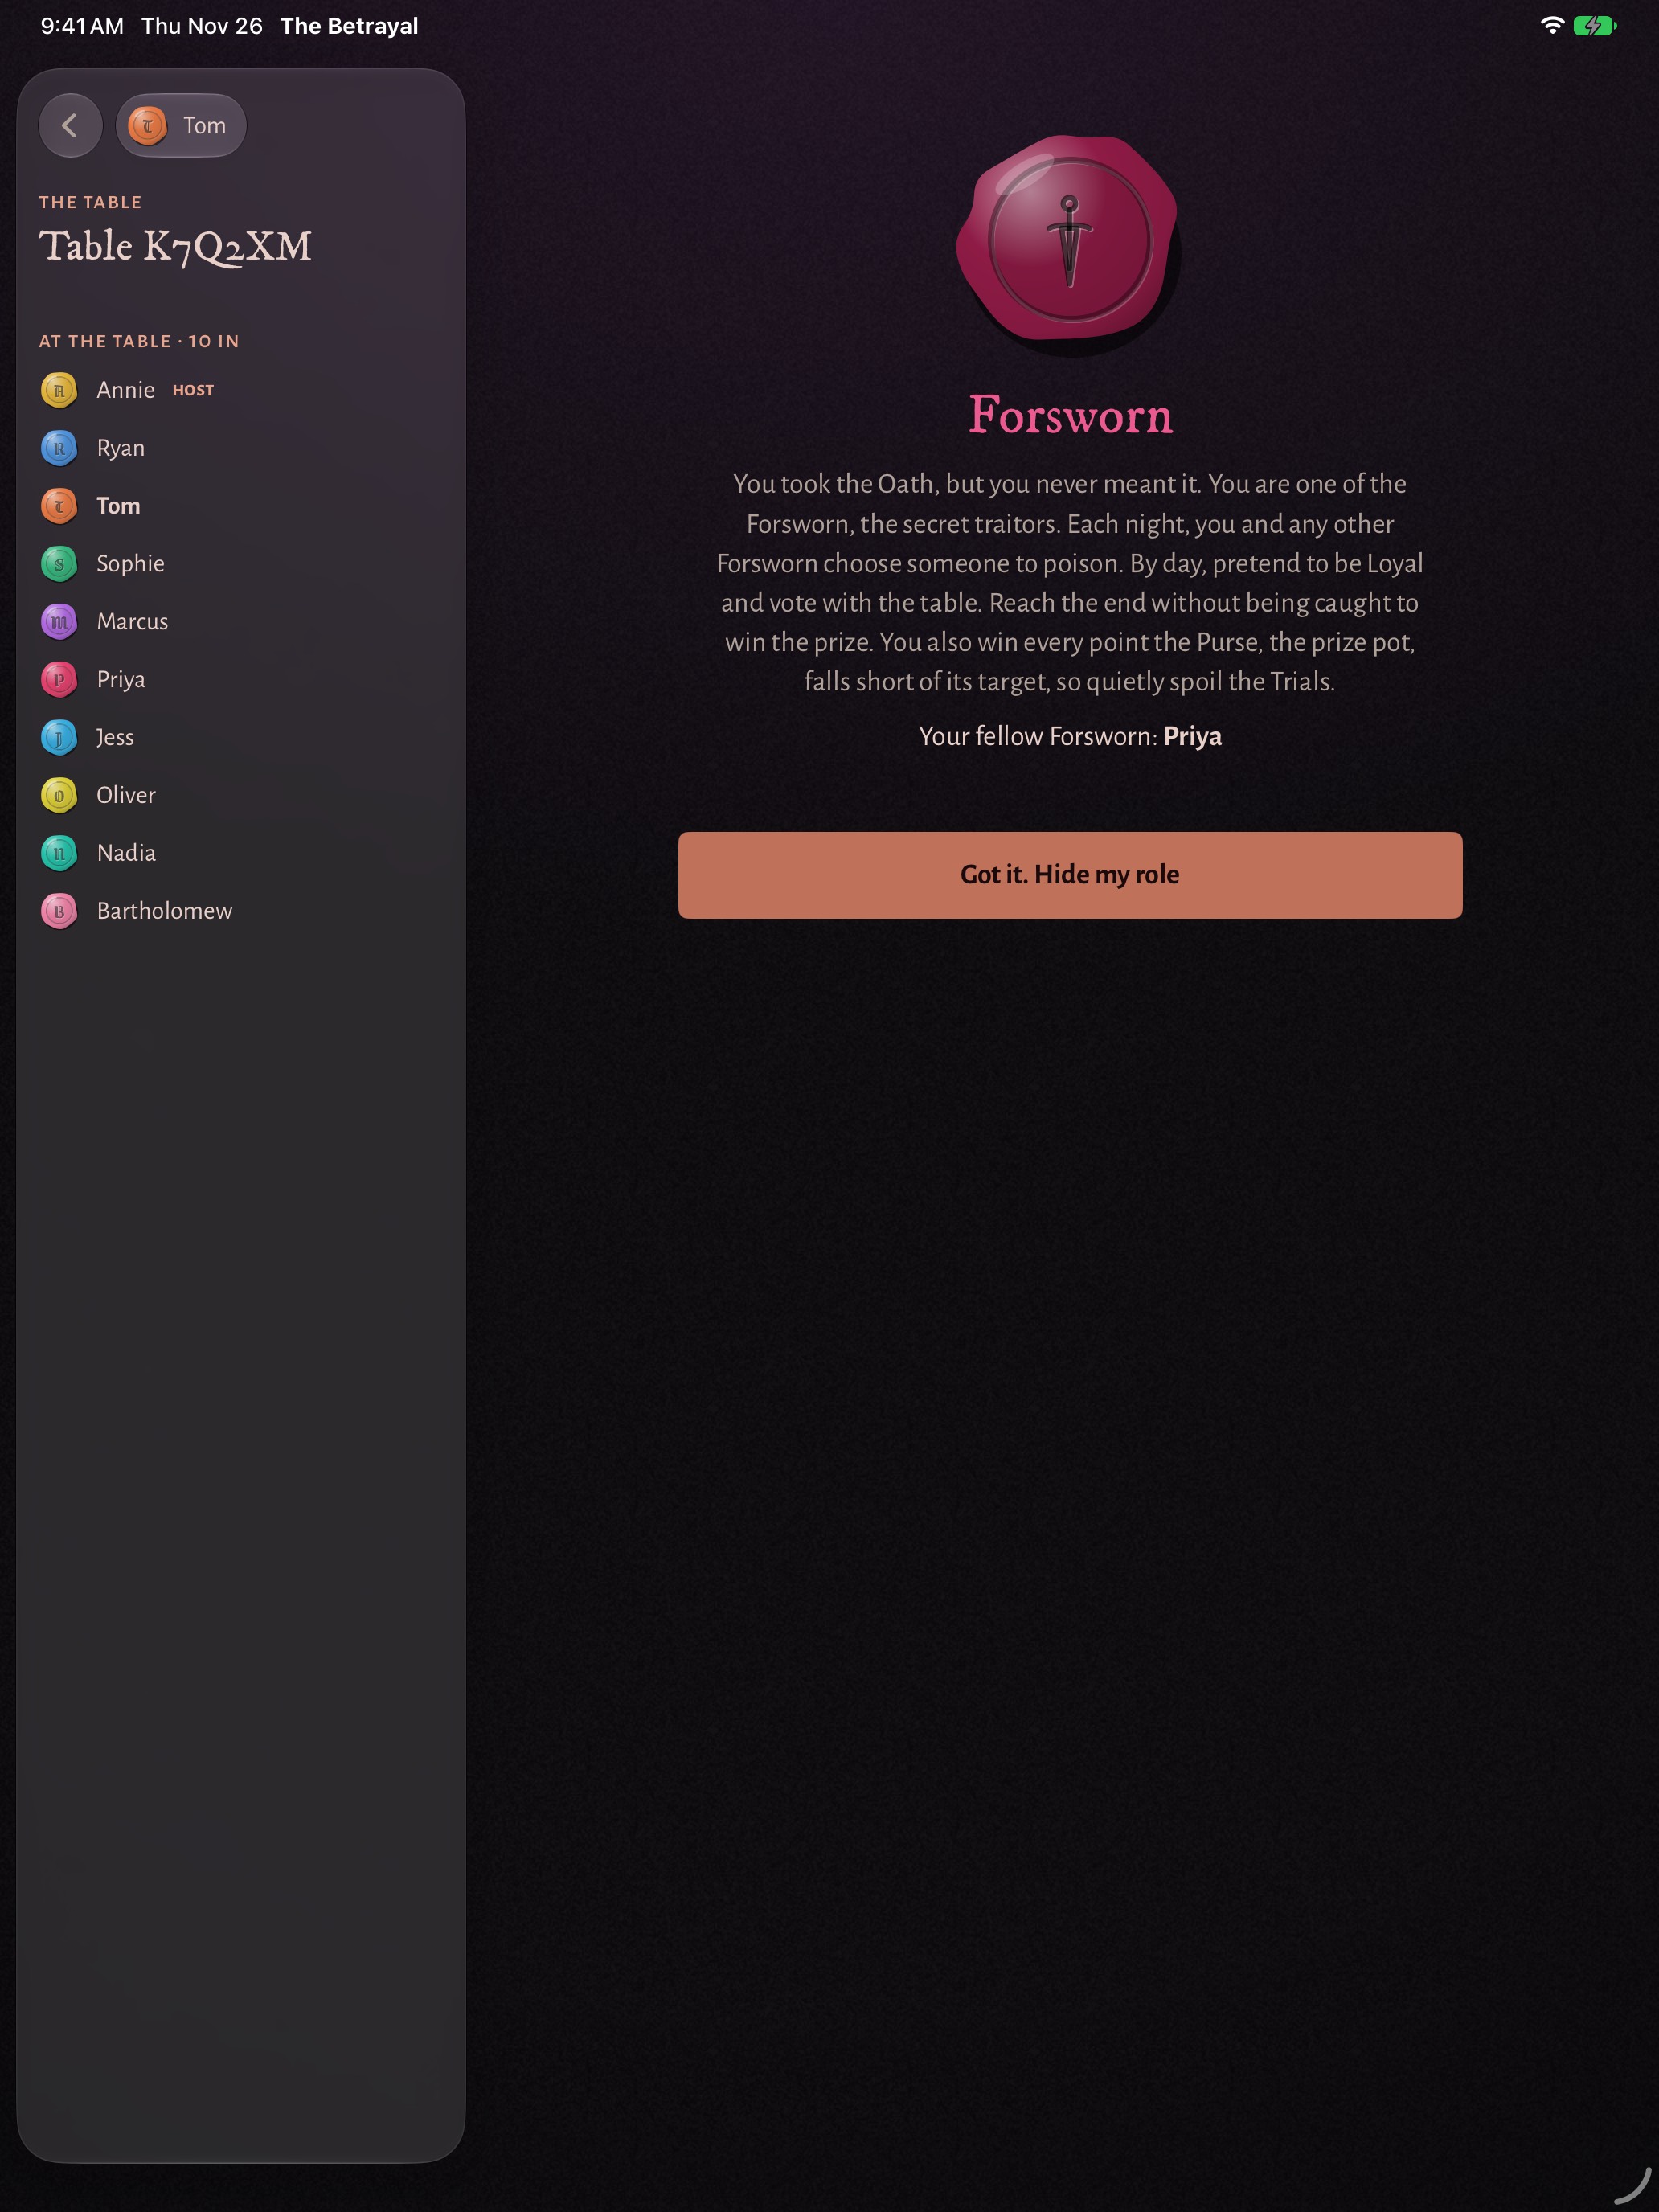 9:41 AM Thu Nov 26 The Betrayal
T Tom
THE TABLE
Table K7Q2XM
AT THE TABLE · 10 IN
A Annie HOST
R Ryan
T Tom
S Sophie
M Marcus
P Priya
J Jess
O Oliver
N Nadia
B Bartholomew
Forsworn
You took the Oath, but you never meant it. You are one of the
Forsworn, the secret traitors. Each night, you and any other
Forsworn choose someone to poison. By day, pretend to be Loyal
and vote with the table. Reach the end without being caught to
win the prize. You also win every point the Purse, the prize pot,
falls short of its target, so quietly spoil the Trials.
Your fellow Forsworn: Priya
Got it. Hide my role